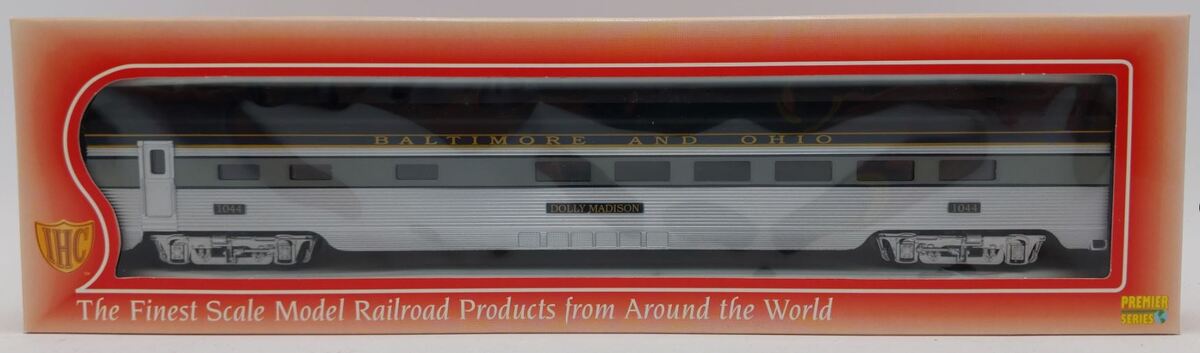 BALTIMORE AND OHIO
1044
DOLLY MADISON
1044
IHC
The Finest Scale Model Railroad Products from Around the World
PREMIER
SERIES